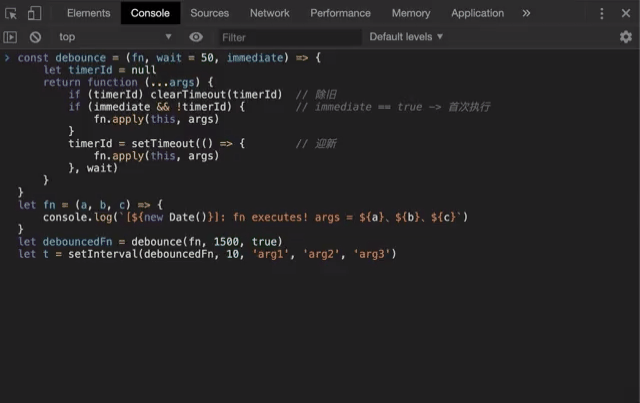 Elements Console Sources Network Performance Memory Application »
top Filter Default levels
const debounce = (fn, wait = 50, immediate) => {
let timerId = null
return function (...args) {
if (timerId) clearTimeout(timerId) // 除旧
if (immediate && !timerId) { // immediate == true -> 首次执行
fn.apply(this, args)
}
timerId = setTimeout(() => { // 迎新
fn.apply(this, args)
}, wait)
}
}
let fn = (a, b, c) => {
console.log(`[${new Date()}]: fn executes! args = ${a}、${b}、${c}`)
}
let debouncedFn = debounce(fn, 1500, true)
let t = setInterval(debouncedFn, 10, 'arg1', 'arg2', 'arg3')